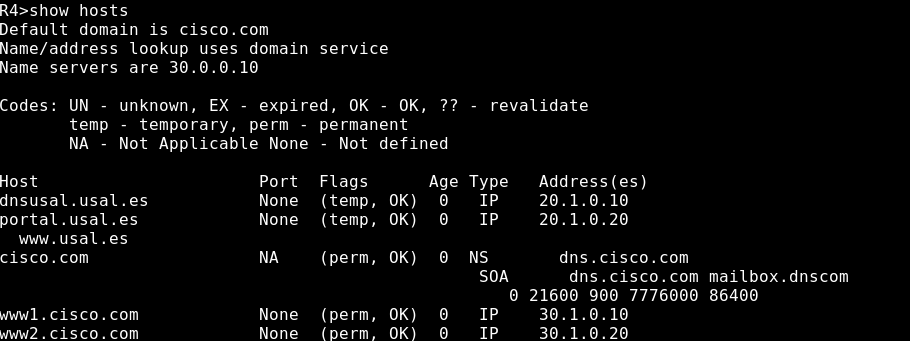 R4>show hosts
Default domain is cisco.com
Name/address lookup uses domain service
Name servers are 30.0.0.10

Codes: UN - unknown, EX - expired, OK - OK, ?? - revalidate
       temp - temporary, perm - permanent
       NA - Not Applicable None - Not defined

Host                      Port  Flags      Age Type   Address(es)
dnsusal.usal.es           None  (temp, OK)  0   IP    20.1.0.10
portal.usal.es            None  (temp, OK)  0   IP    20.1.0.20
  www.usal.es
cisco.com                 NA    (perm, OK)  0  NS       dns.cisco.com
                                                SOA      dns.cisco.com mailbox.dnscom
                                                   0 21600 900 7776000 86400
www1.cisco.com            None  (perm, OK)  0   IP    30.1.0.10
www2.cisco.com            None  (perm, OK)  0   IP    30.1.0.20